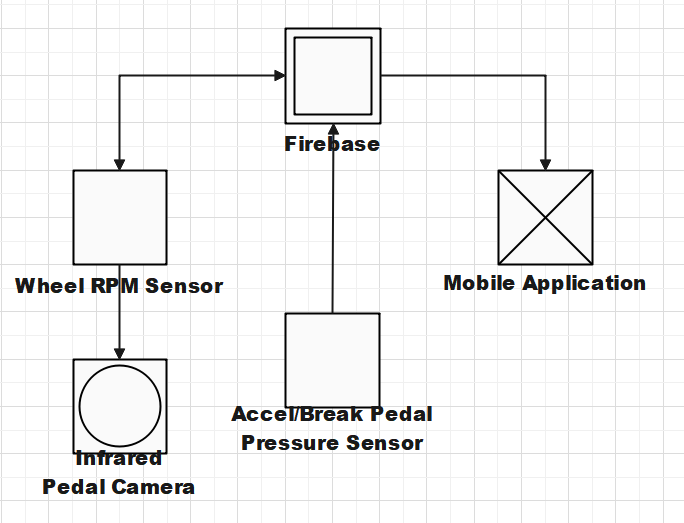 Firebase
Wheel RPM Sensor
Mobile Application
Accel/Break Pedal
Pressure Sensor
Infrared
Pedal Camera